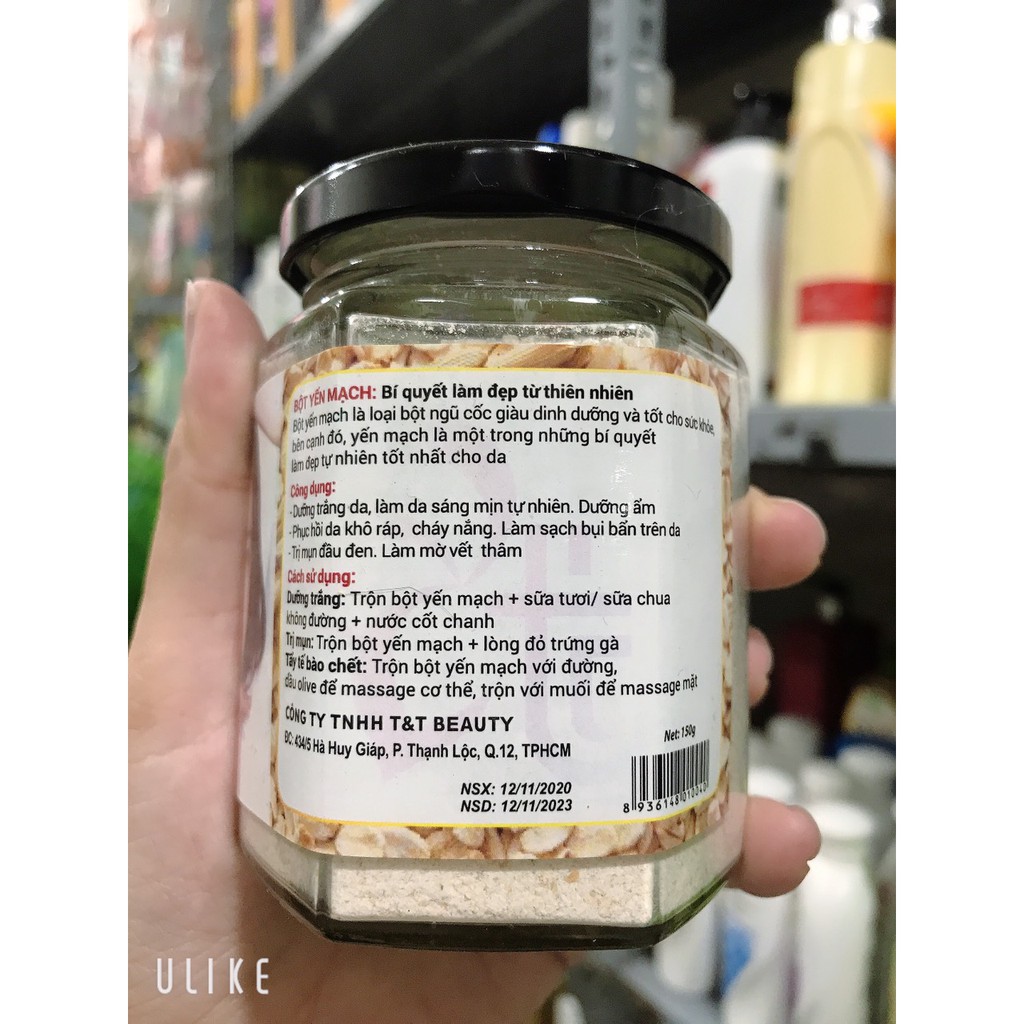 BỘT YẾN MẠCH: Bí quyết làm đẹp từ thiên nhiên
Bột yến mạch là loại bột ngũ cốc giàu dinh dưỡng và tốt cho sức khỏe,
bên cạnh đó, yến mạch là một trong những bí quyết
làm đẹp tự nhiên tốt nhất cho da
Công dụng:
- Dưỡng trắng da, làm da sáng mịn tự nhiên. Dưỡng ẩm
- Phục hồi da khô ráp, cháy nắng. Làm sạch bụi bẩn trên da
- Trị mụn đầu đen. Làm mờ vết thâm
Cách sử dụng:
Dưỡng trắng: Trộn bột yến mạch + sữa tươi/ sữa chua
không đường + nước cốt chanh
Trị mụn: Trộn bột yến mạch + lòng đỏ trứng gà
Tẩy tế bào chết: Trộn bột yến mạch với đường,
dầu olive để massage cơ thể, trộn với muối để massage mặt
CÔNG TY TNHH T&T BEAUTY
ĐC: 434/5 Hà Huy Giáp, P. Thạnh Lộc, Q.12, TPHCM
Net: 150g
NSX: 12/11/2020
NSD: 12/11/2023
8 936148 010040
ULIKE